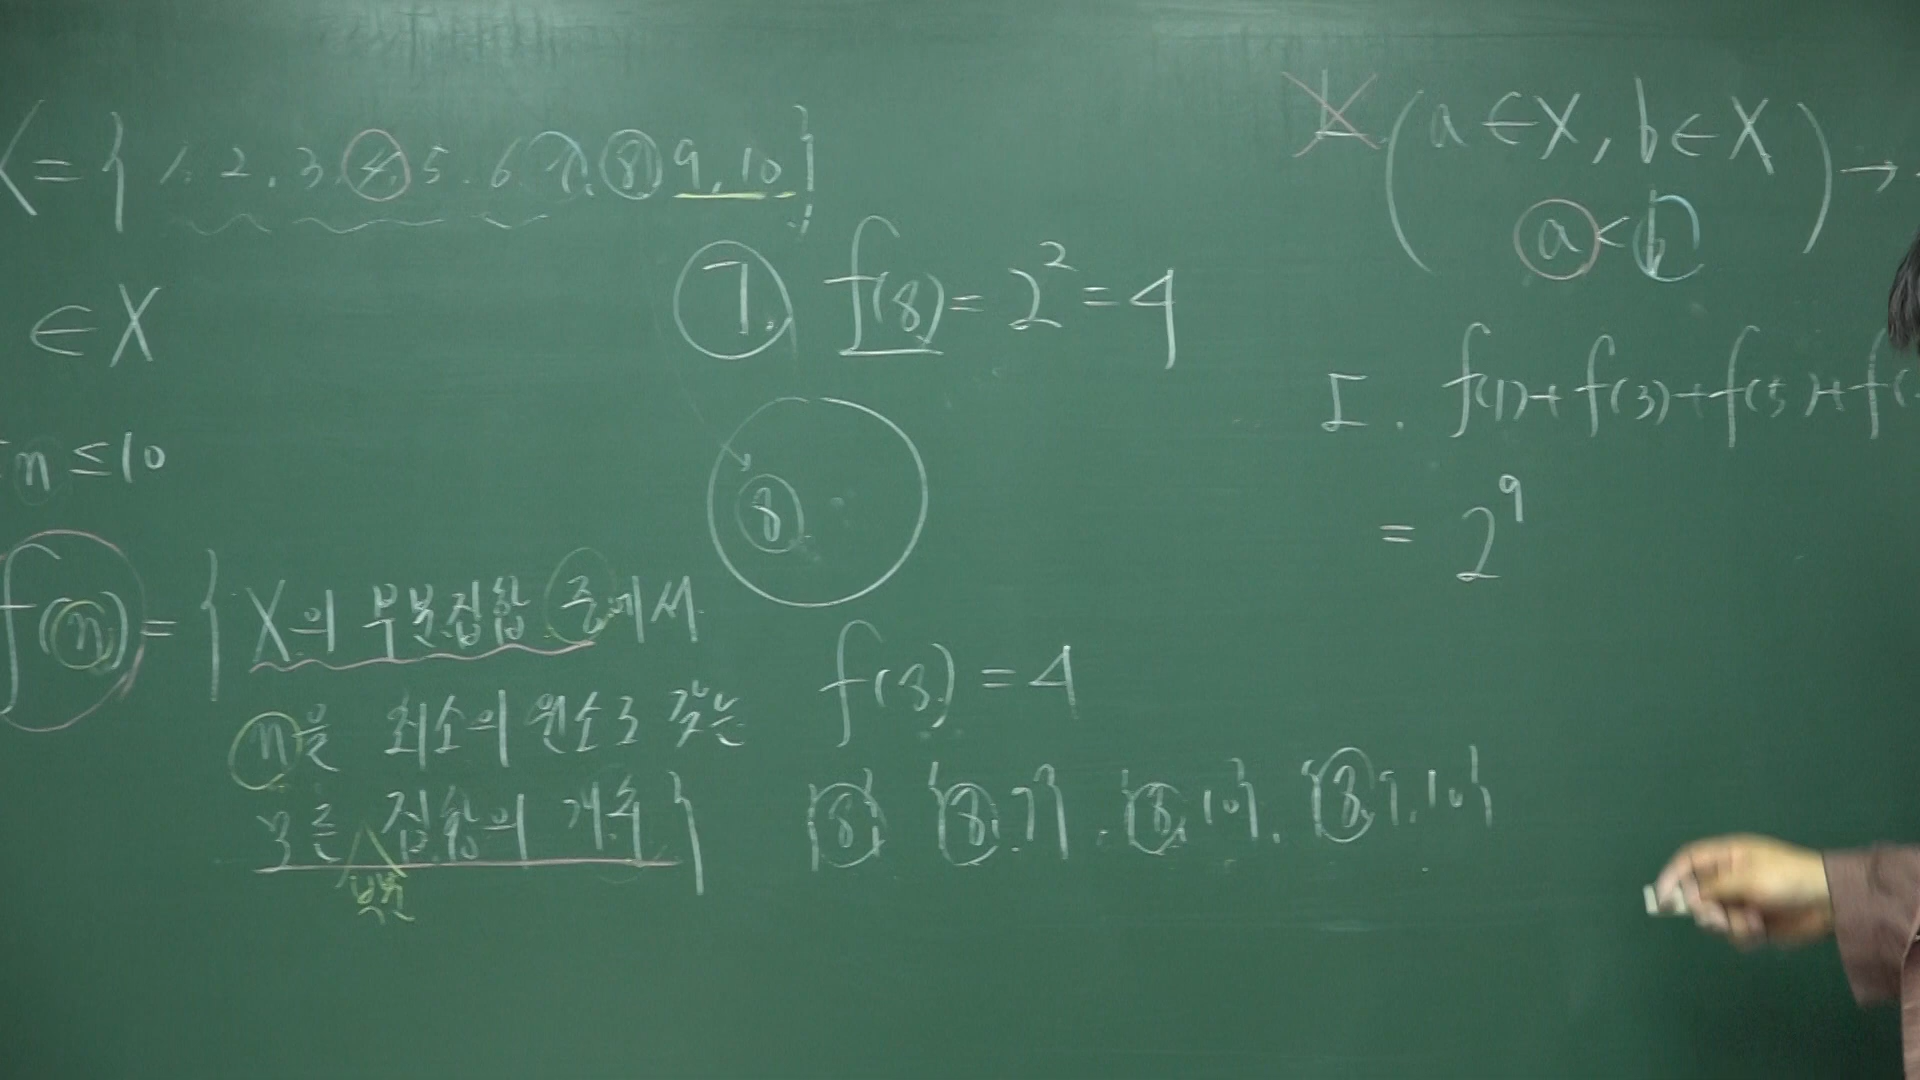 X = { 1, 2, 3, 4, 5, 6, 7, 8, 9, 10 }
∈ X
n ≤ 10
f(n) = { X의 부분집합 중에서
n을 최소의 원소로 갖는
모든 집합의 개수 }
부분
ㄱ. f(8) = 2² = 4
8
f(8) = 4
{8} {8, 9}, {8, 10}, {8, 9, 10}
ㄴ. ( a ∈ X, b ∈ X ) →
a < b
ㄷ. f(1) + f(3) + f(5) + f(
= 2⁹